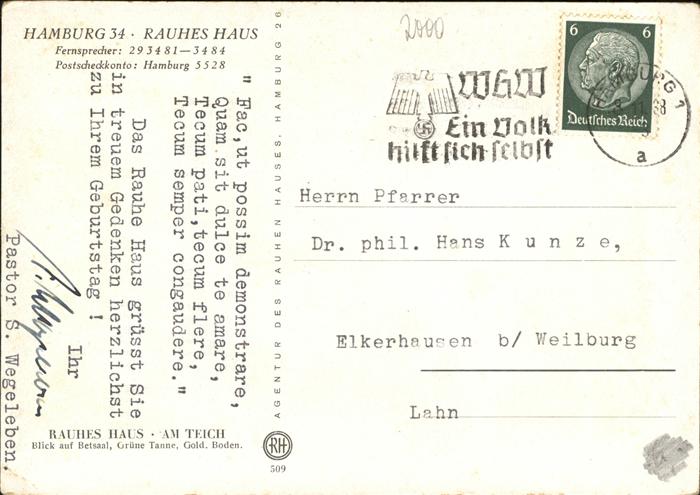 HAMBURG 34 · RAUHES HAUS
Fernsprecher: 293481—3484
Postscheckkonto: Hamburg 5528
"Fac, ut possim demonstrare,
Quam sit dulce te amare,
Tecum pati, tecum flere,
Tecum semper congaudere."
Das Rauhe Haus grüsst Sie
in treuem Gedenken herzlichst
zu Ihrem Geburtstag !
Ihr
Pastor S. Wegeleben.
RAUHES HAUS · AM TEICH
Blick auf Betsaal, Grüne Tanne, Gold. Boden.
AGENTUR DES RAUHEN HAUSES, HAMBURG 26
RH
509
2000
WHW
Ein Volk
hilft sich selbst
6 6
Deutsches Reich
HAMBURG 1
a
Herrn Pfarrer
Dr. phil. Hans K u n z e,
Elkerhausen b/ Weilburg
Lahn